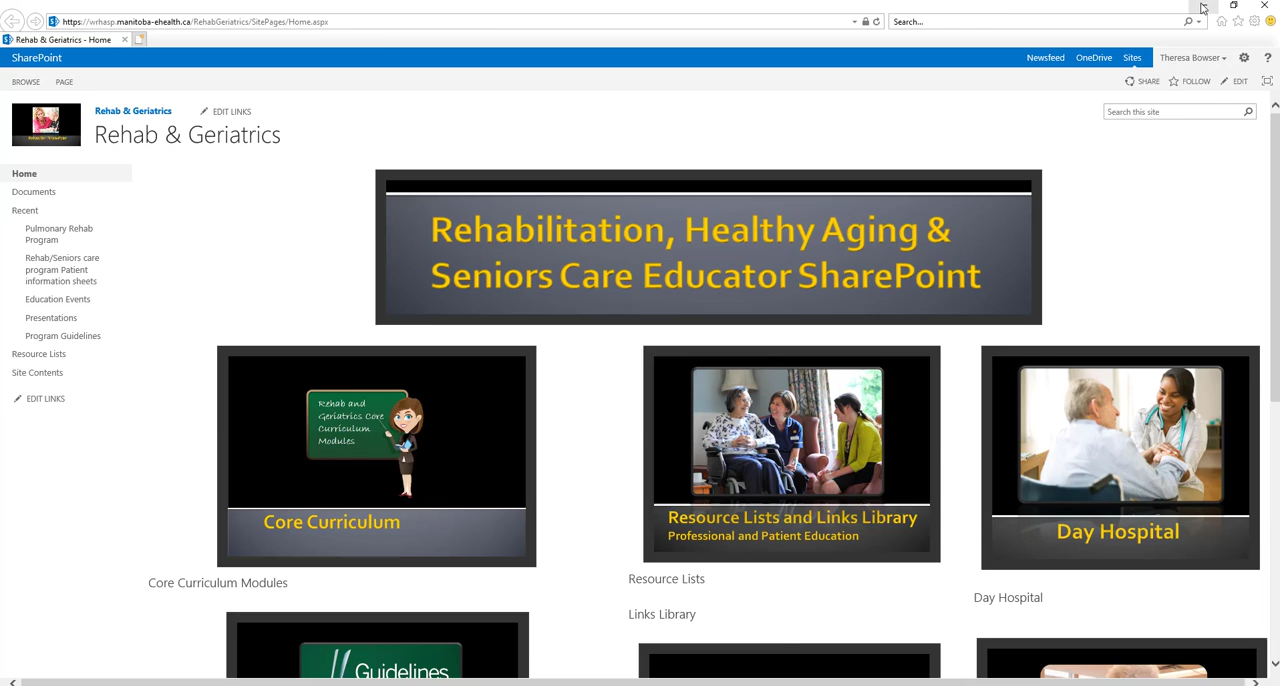 https://wrhasp.manitoba-ehealth.ca/RehabGeriatrics/SitePages/Home.aspx
Search...
Rehab & Geriatrics - Home
SharePoint
Newsfeed OneDrive Sites Theresa Bowser
BROWSE PAGE
SHARE FOLLOW EDIT
Rehab & Geriatrics
EDIT LINKS
Rehab & Geriatrics
Search this site
Home
Documents
Recent
Pulmonary Rehab
Program
Rehab/Seniors care
program Patient
information sheets
Education Events
Presentations
Program Guidelines
Resource Lists
Site Contents
EDIT LINKS
Rehabilitation, Healthy Aging &
Seniors Care Educator SharePoint
Rehab and
Geriatrics Core
Curriculum
Modules
Core Curriculum
Core Curriculum Modules
Resource Lists and Links Library
Professional and Patient Education
Resource Lists
Links Library
Day Hospital
Day Hospital
Guidelines